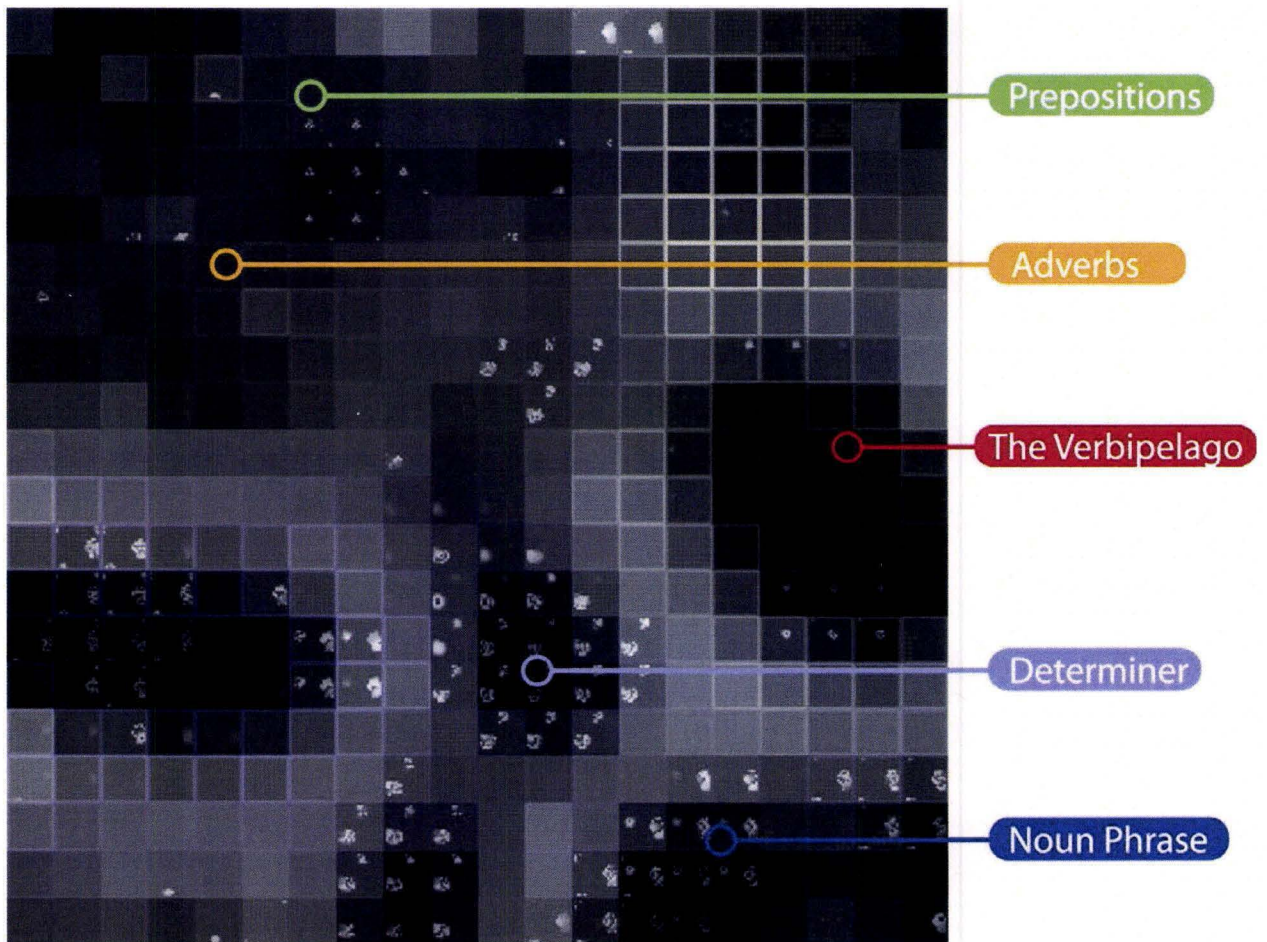 Prepositions
Adverbs
The Verbipelago
Determiner
Noun Phrase